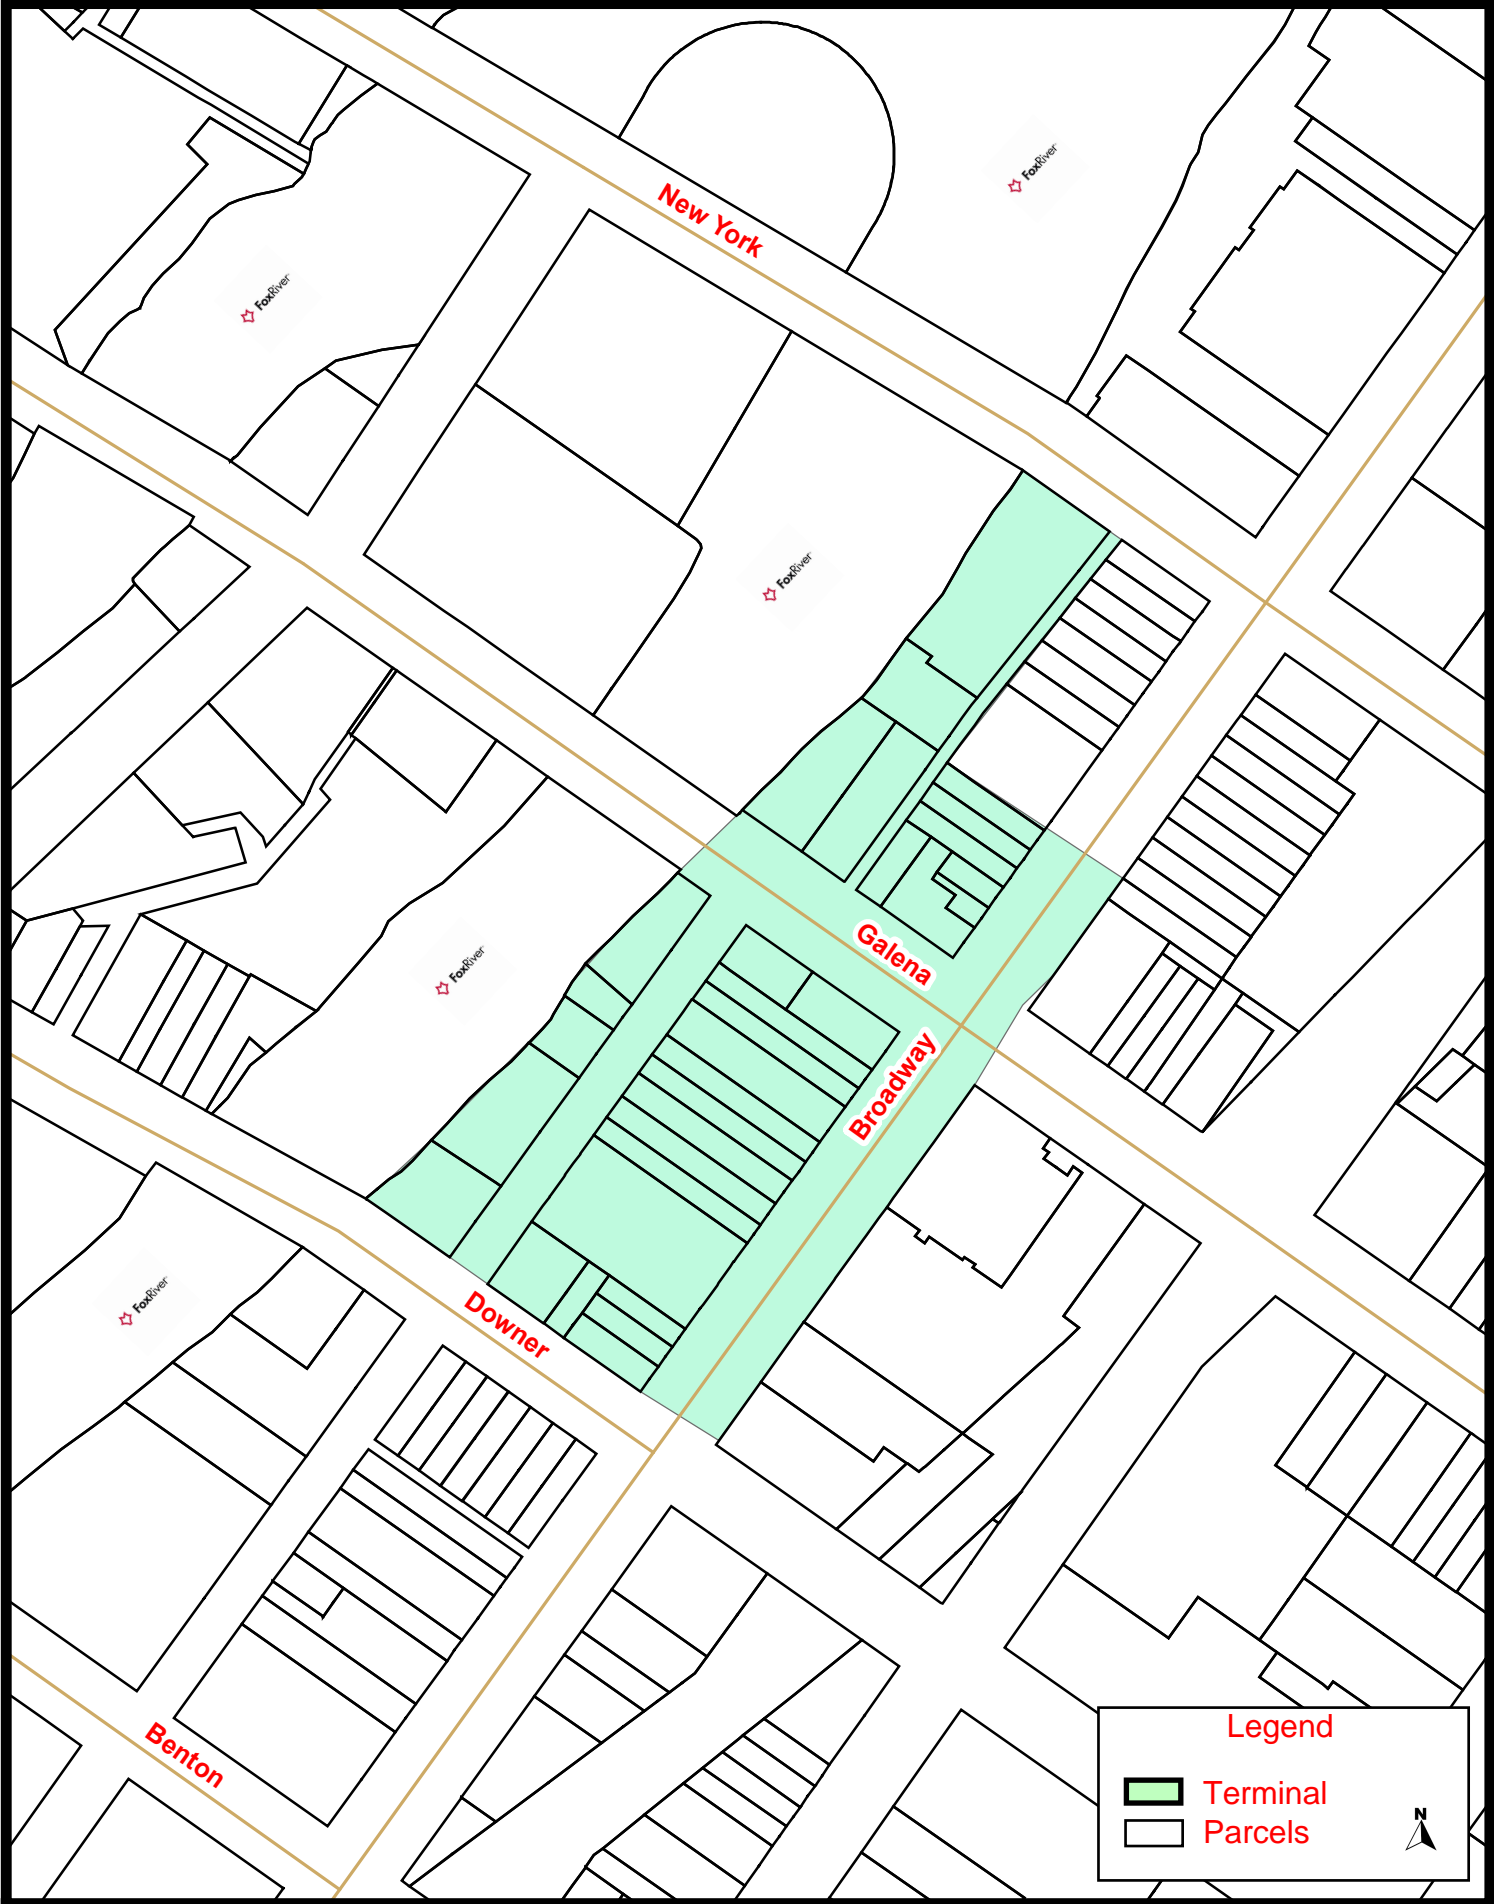 FoxRiver
New York
FoxRiver
FoxRiver
Galena
FoxRiver
Broadway
FoxRiver
Downer
Benton
Legend
Terminal
Parcels
N